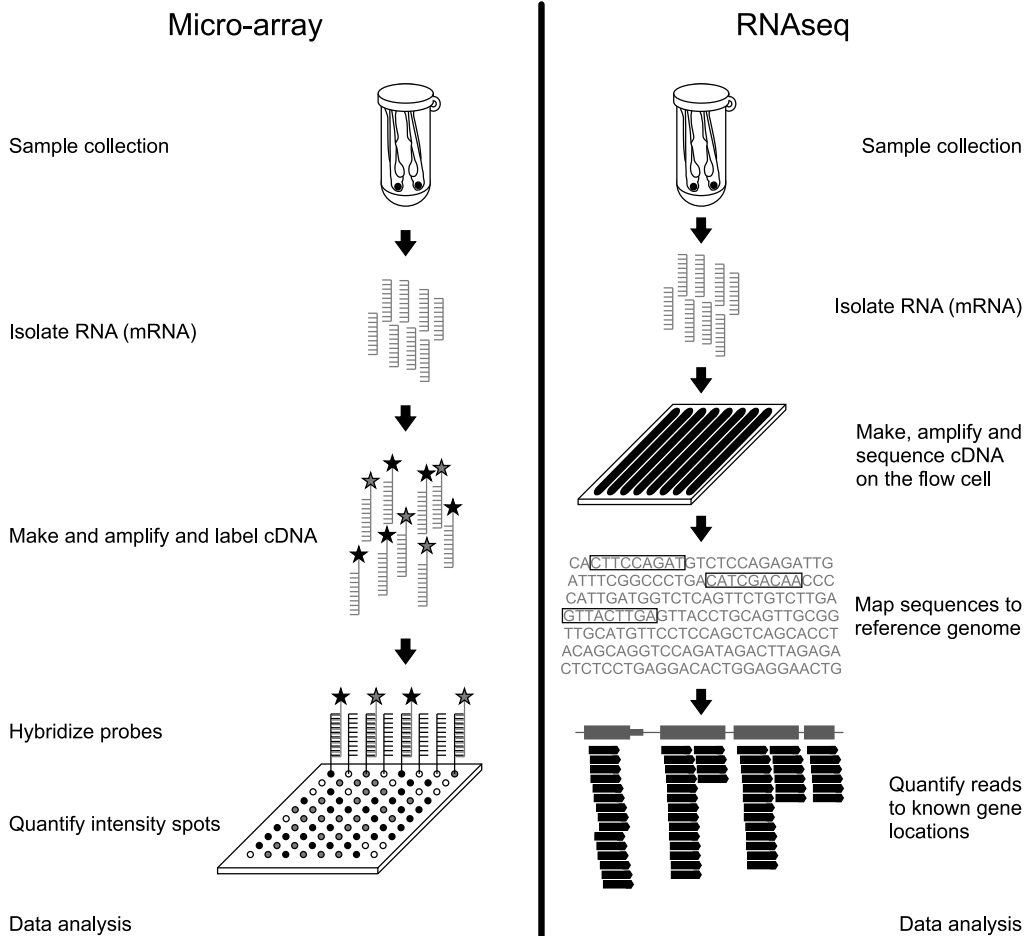 Micro-array
Sample collection
Isolate RNA (mRNA)
Make and amplify and label cDNA
Hybridize probes
Quantify intensity spots
Data analysis
RNAseq
Sample collection
Isolate RNA (mRNA)
Make, amplify and
sequence cDNA
on the flow cell
CACTTCCAGATGTCTCCAGAGATTG
ATTTCGGCCCTGACATCGACAACCC
CATTGATGGTCTCAGTTCTGTCTTGA
GTTACTTGAGTTACCTGCAGTTGCGG
TTGCATGTTCCTCCAGCTCAGCACCT
ACAGCAGGTCCAGATAGACTTAGAGA
CTCTCCTGAGGACACTGGAGGAACTG
Map sequences to
reference genome
Quantify reads
to known gene
locations
Data analysis